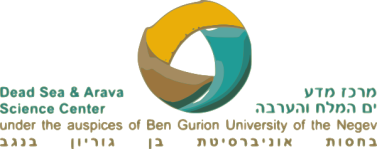 Dead Sea & Arava
Science Center
מרכז מדע
ים המלח והערבה
under the auspices of Ben Gurion University of the Negev
בחסות אוניברסיטת בן גוריון בנגב